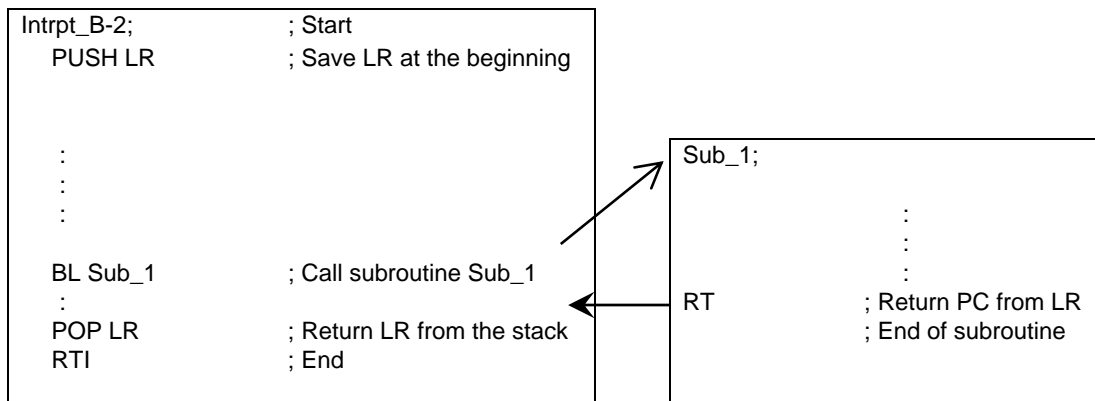 Intrpt_B-2; ; Start
PUSH LR ; Save LR at the beginning
:
:
:
BL Sub_1 ; Call subroutine Sub_1
:
POP LR ; Return LR from the stack
RTI ; End
Sub_1;
:
:
:
RT ; Return PC from LR
; End of subroutine